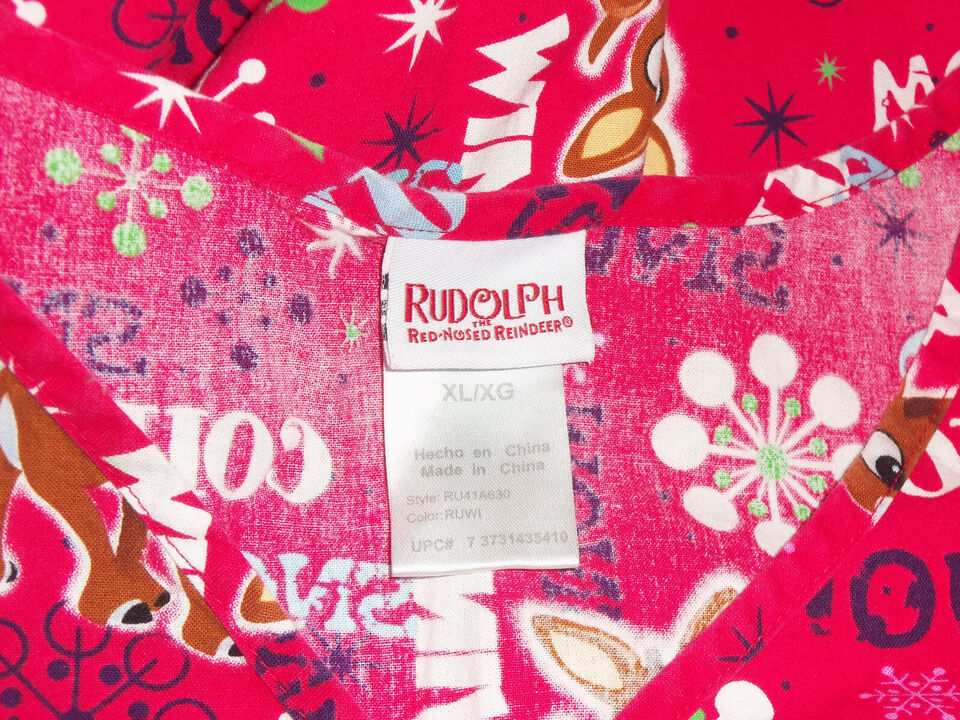 RUDOLPH
THE
RED-NOSED REINDEER®
XL/XG
Hecho en China
Made in China
Style: RU41A630
Color:RUWI
UPC# 7 3731435410